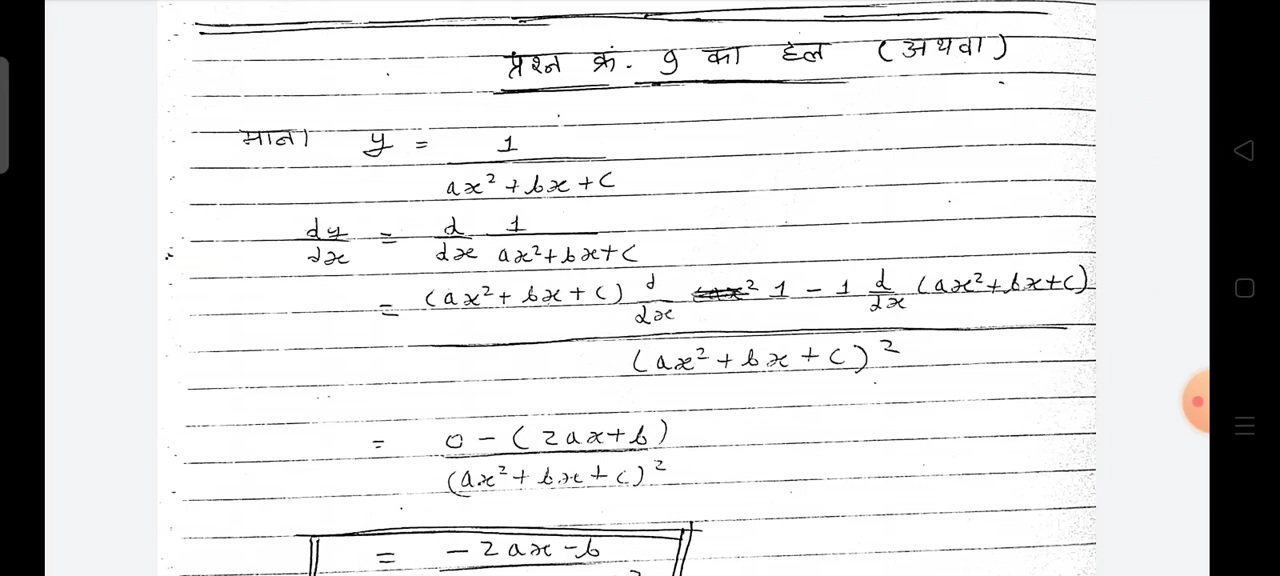 प्रश्न क्रं. 9 का हल (अथवा)
माना y = 1 / ax² + bx + c
dy/dx = d/dx 1 / ax² + bx + c
= (ax² + bx + c) d/dx 1 - 1 d/dx (ax² + bx + c) / (ax² + bx + c)²
= 0 - (2ax + b) / (ax² + bx + c)²
= - 2ax - b